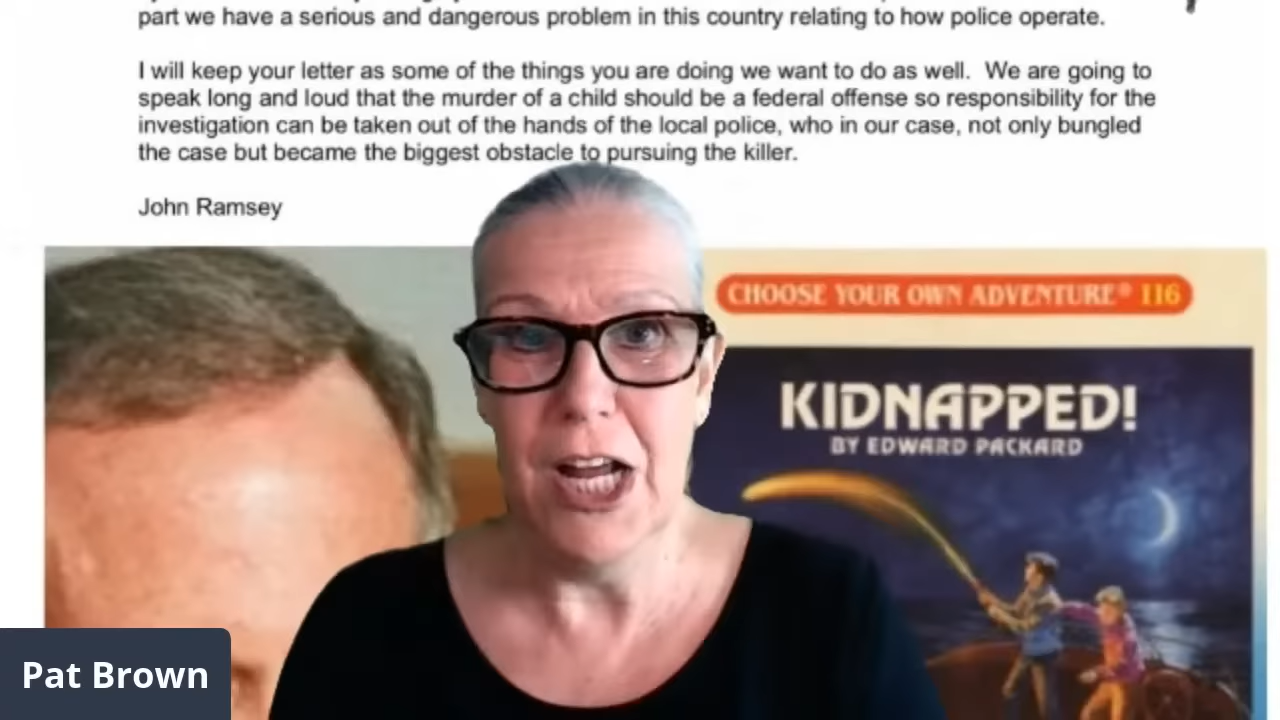 part we have a serious and dangerous problem in this country relating to how police operate.
I will keep your letter as some of the things you are doing we want to do as well.  We are going to
speak long and loud that the murder of a child should be a federal offense so responsibility for the
investigation can be taken out of the hands of the local police, who in our case, not only bungled
the case but became the biggest obstacle to pursuing the killer.
John Ramsey
CHOOSE YOUR OWN ADVENTURE® 116
KIDNAPPED!
BY EDWARD PACKARD
Pat Brown